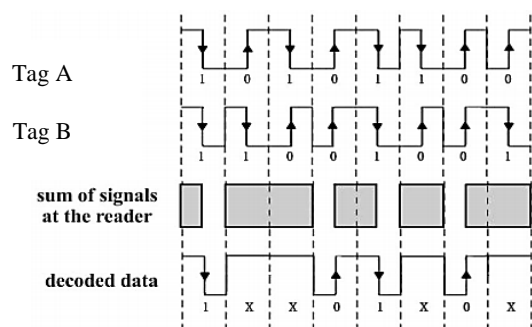 Tag A
1 0 1 0 1 1 0 0
Tag B
1 1 0 0 1 0 0 1
sum of signals
at the reader
decoded data
1 X X 0 1 X 0 X